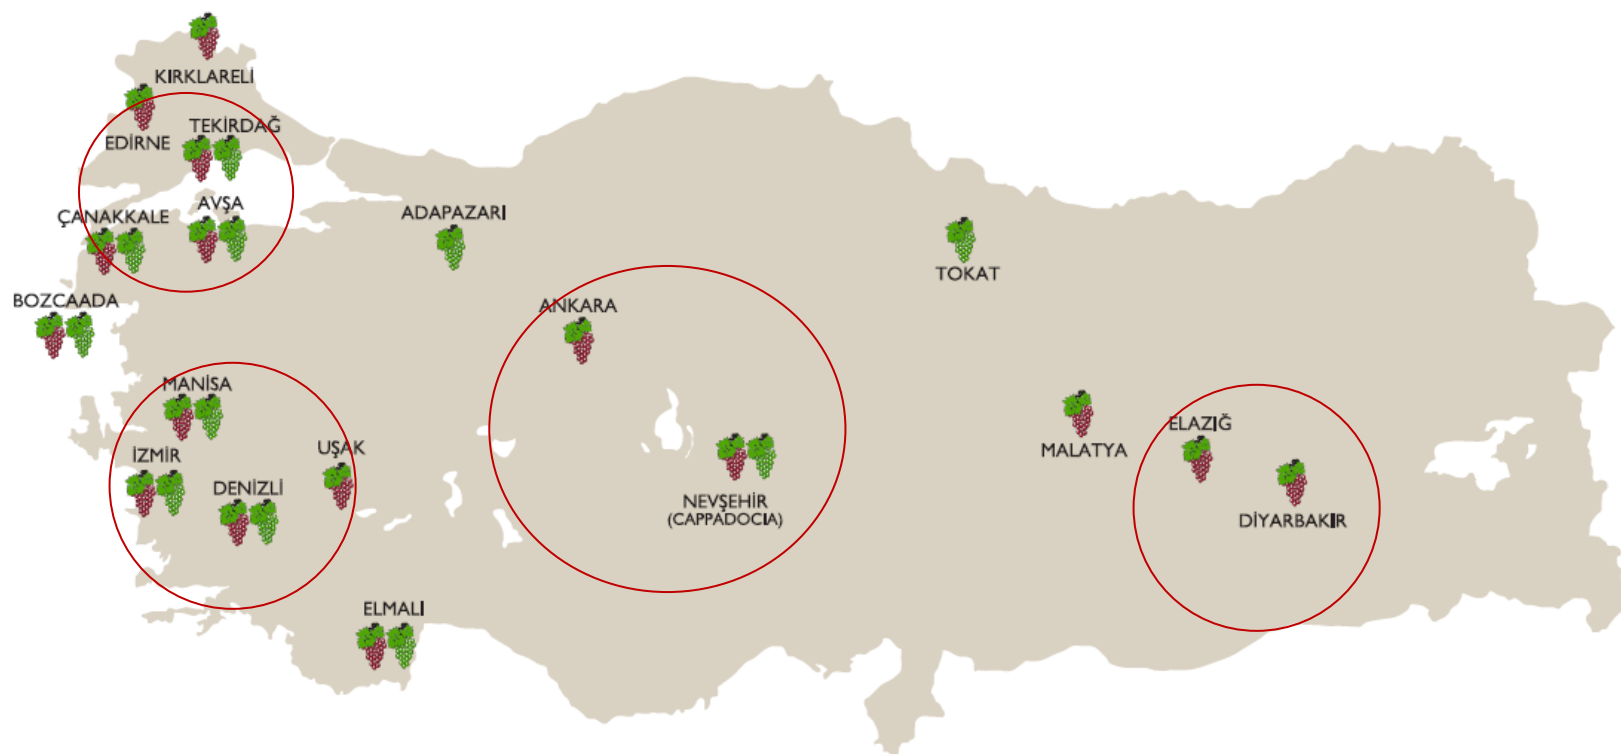 KIRKLARELİ
EDİRNE
TEKİRDAĞ
ÇANAKKALE
AVŞA
ADAPAZARI
TOKAT
BOZCAADA
ANKARA
MANİSA
İZMİR
UŞAK
DENİZLİ
NEVŞEHİR
(CAPPADOCIA)
MALATYA
ELAZIĞ
DİYARBAKIR
ELMALI